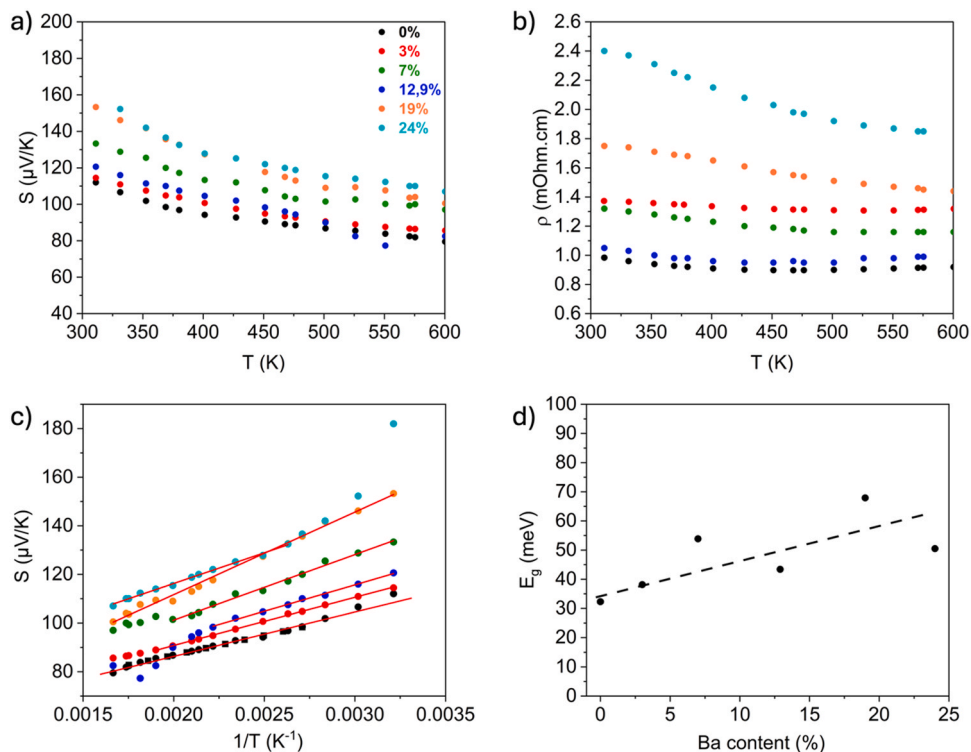 a)
200
180
160
140
120
100
80
60
40
S (µV/K)
300 350 400 450 500 550 600
T (K)
0%
3%
7%
12,9%
19%
24%
b)
2.6
2.4
2.2
2.0
1.8
1.6
1.4
1.2
1.0
0.8
0.6
ρ (mOhm.cm)
300 350 400 450 500 550 600
T (K)
c)
180
160
140
120
100
80
S (µV/K)
0.0015 0.0020 0.0025 0.0030 0.0035
1/T (K⁻¹)
d)
100
90
80
70
60
50
40
30
20
10
0
E_g (meV)
0 5 10 15 20 25
Ba content (%)